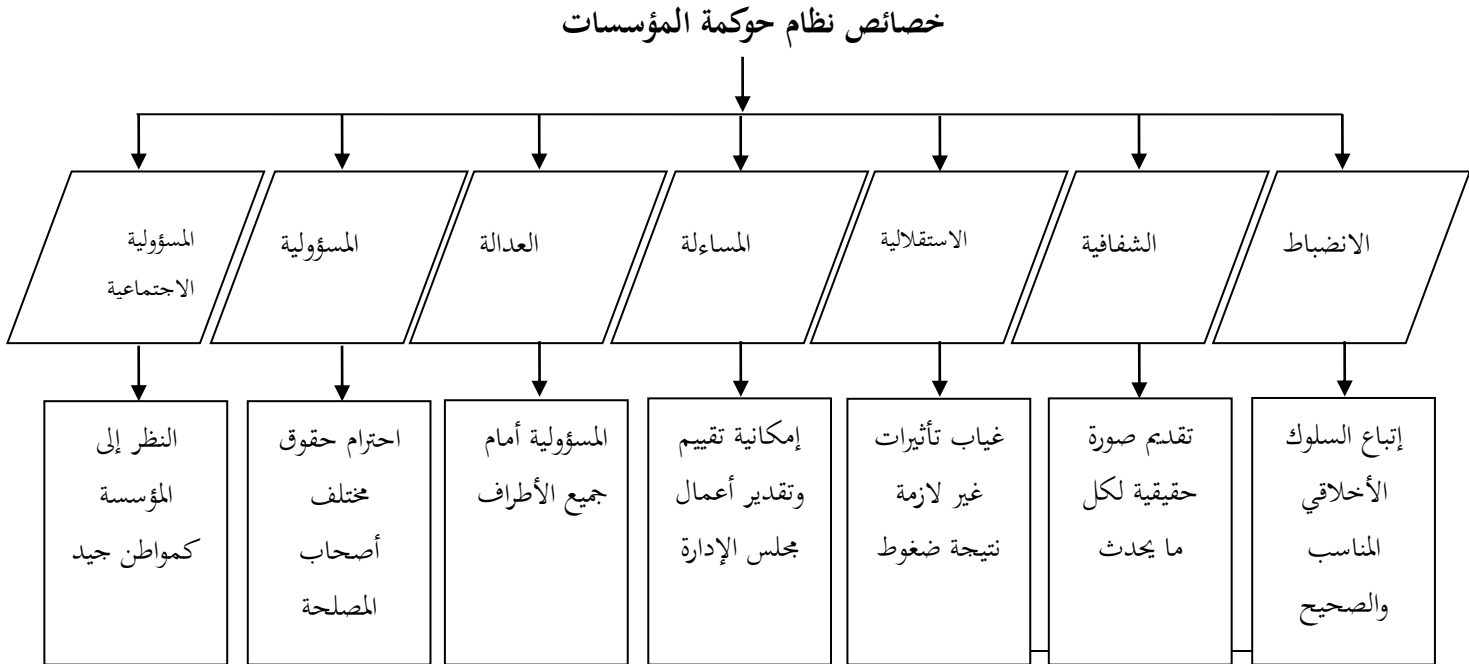 خصائص نظام حوكمة المؤسسات
الانضباط
الشفافية
الاستقلالية
المساءلة
العدالة
المسؤولية
المسؤولية
الاجتماعية
إتباع السلوك
الأخلاقي
المناسب
والصحيح
تقديم صورة
حقيقية لكل
ما يحدث
غياب تأثيرات
غير لازمة
نتيجة ضغوط
إمكانية تقييم
وتقدير أعمال
مجلس الإدارة
المسؤولية أمام
جميع الأطراف
احترام حقوق
مختلف
أصحاب
المصلحة
النظر إلى
المؤسسة
كمواطن جيد